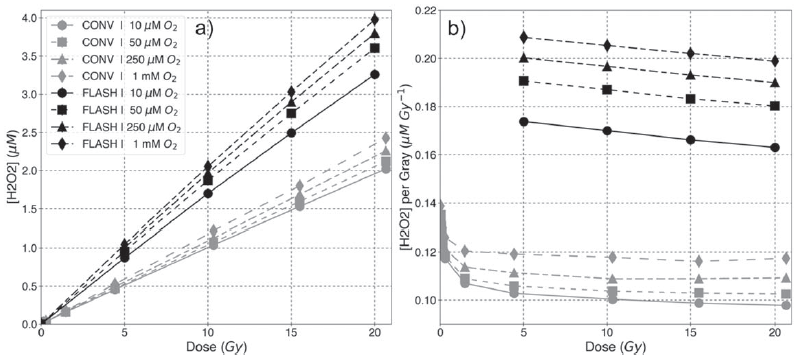 a)
CONV | 10 μM O2
CONV | 50 μM O2
CONV | 250 μM O2
CONV | 1 mM O2
FLASH | 10 μM O2
FLASH | 50 μM O2
FLASH | 250 μM O2
FLASH | 1 mM O2
[H2O2] (μM)
4.0
3.5
3.0
2.5
2.0
1.5
1.0
0.5
0.0
0 5 10 15 20
Dose (Gy)
b)
[H2O2] per Gray (μM Gy−1)
0.22
0.20
0.18
0.16
0.14
0.12
0.10
0 5 10 15 20
Dose (Gy)